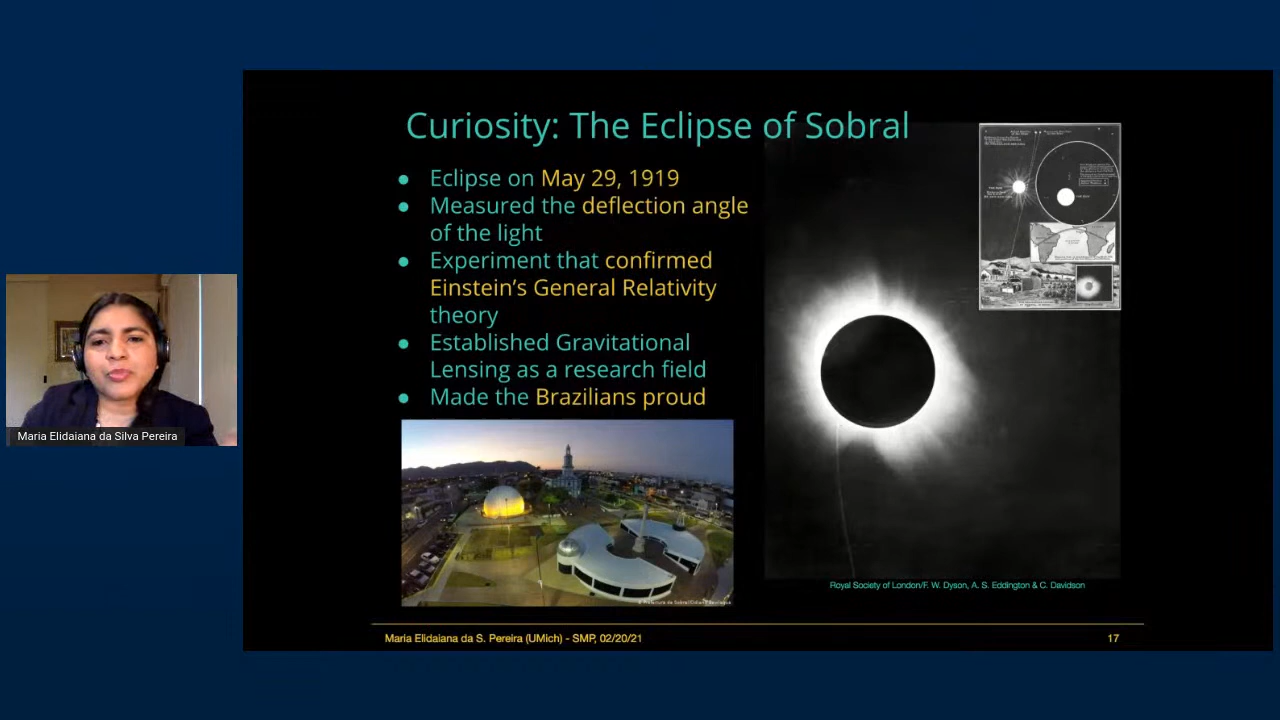 Curiosity: The Eclipse of Sobral
● Eclipse on May 29, 1919
● Measured the deflection angle
of the light
● Experiment that confirmed
Einstein's General Relativity
theory
● Established Gravitational
Lensing as a research field
● Made the Brazilians proud
Royal Society of London/F. W. Dyson, A. S. Eddington & C. Davidson
Maria Elidaiana da S. Pereira (UMich) - SMP, 02/20/21
17
Maria Elidaiana da Silva Pereira